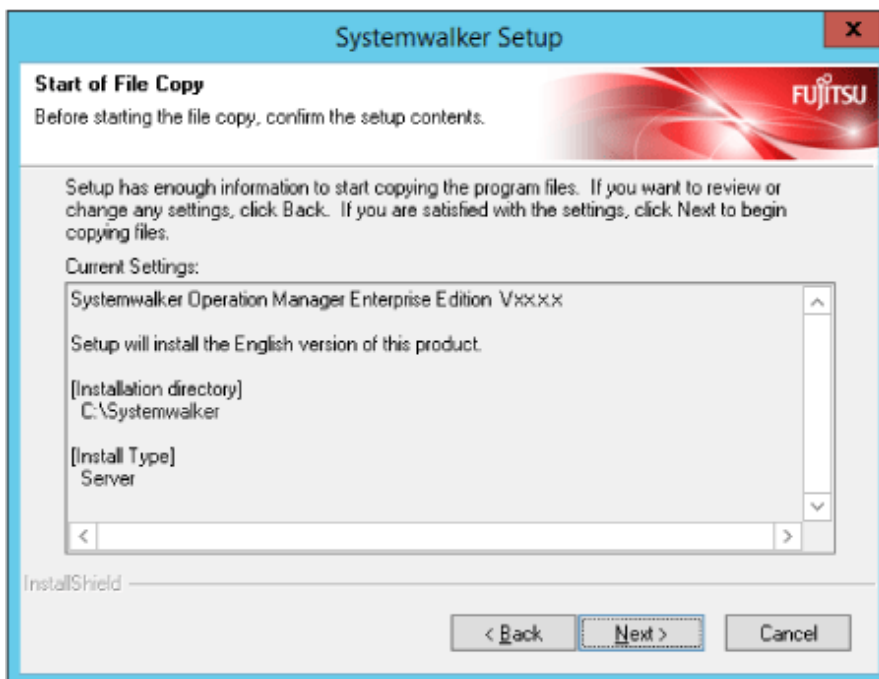 Systemwalker Setup
x
Start of File Copy
Before starting the file copy, confirm the setup contents.
FUJITSU
Setup has enough information to start copying the program files. If you want to review or
change any settings, click Back. If you are satisfied with the settings, click Next to begin
copying files.
Current Settings:
Systemwalker Operation Manager Enterprise Edition Vxxxx
Setup will install the English version of this product.
[Installation directory]
C:\Systemwalker
[Install Type]
Server
InstallShield
< Back
Next >
Cancel